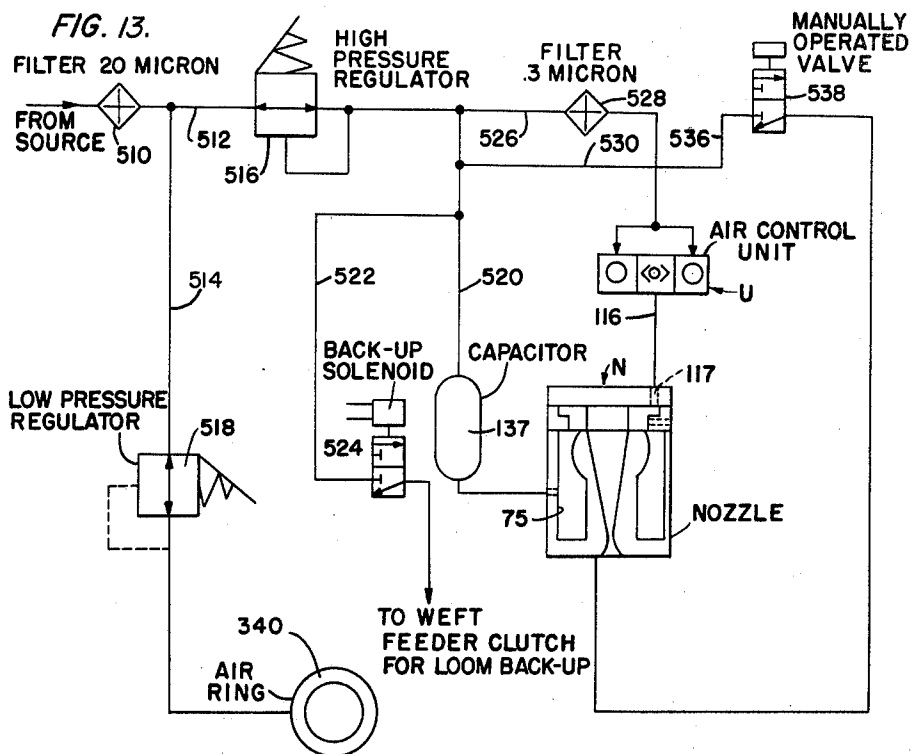 FIG. 13.
FILTER 20 MICRON
FROM
SOURCE
510
512
516
HIGH
PRESSURE
REGULATOR
FILTER
.3 MICRON
528
526
530
536
MANUALLY
OPERATED
VALVE
538
AIR CONTROL
UNIT
U
116
514
522
520
BACK-UP
SOLENOID
524
CAPACITOR
137
N
117
75
NOZZLE
LOW PRESSURE
REGULATOR
518
TO WEFT
FEEDER CLUTCH
FOR LOOM BACK-UP
340
AIR
RING